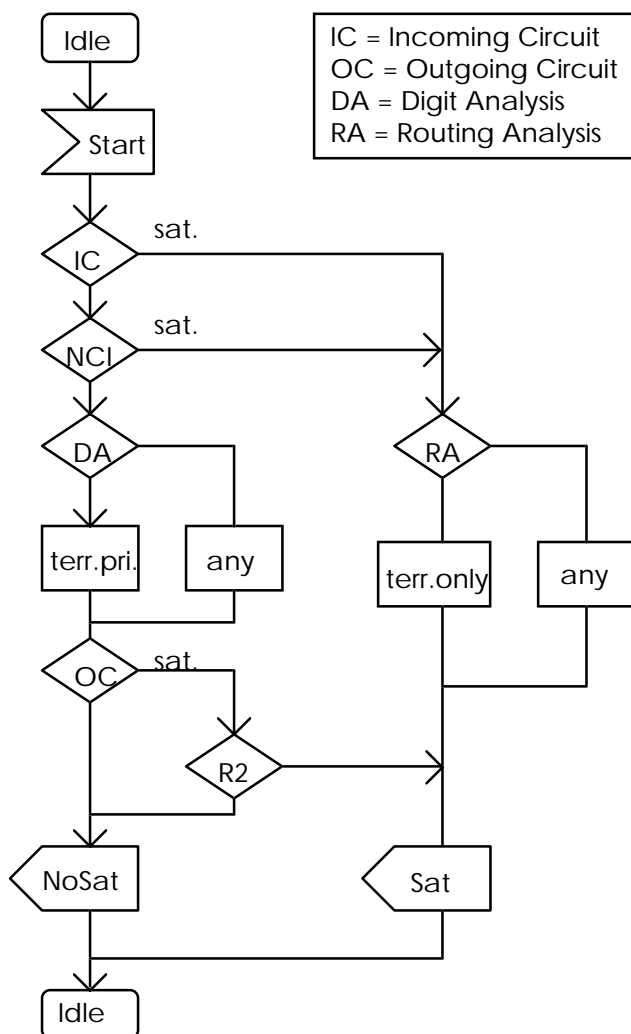 Idle
IC = Incoming Circuit
OC = Outgoing Circuit
DA = Digit Analysis
RA = Routing Analysis
Start
sat.
IC
sat.
NCI
DA
RA
terr.pri.
any
terr.only
any
OC
sat.
R2
NoSat
Sat
Idle